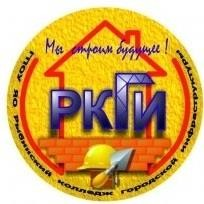 Мы строим будущее!
РКГИ
ГПОУ ЯО Рыбинский колледж городской инфраструктуры